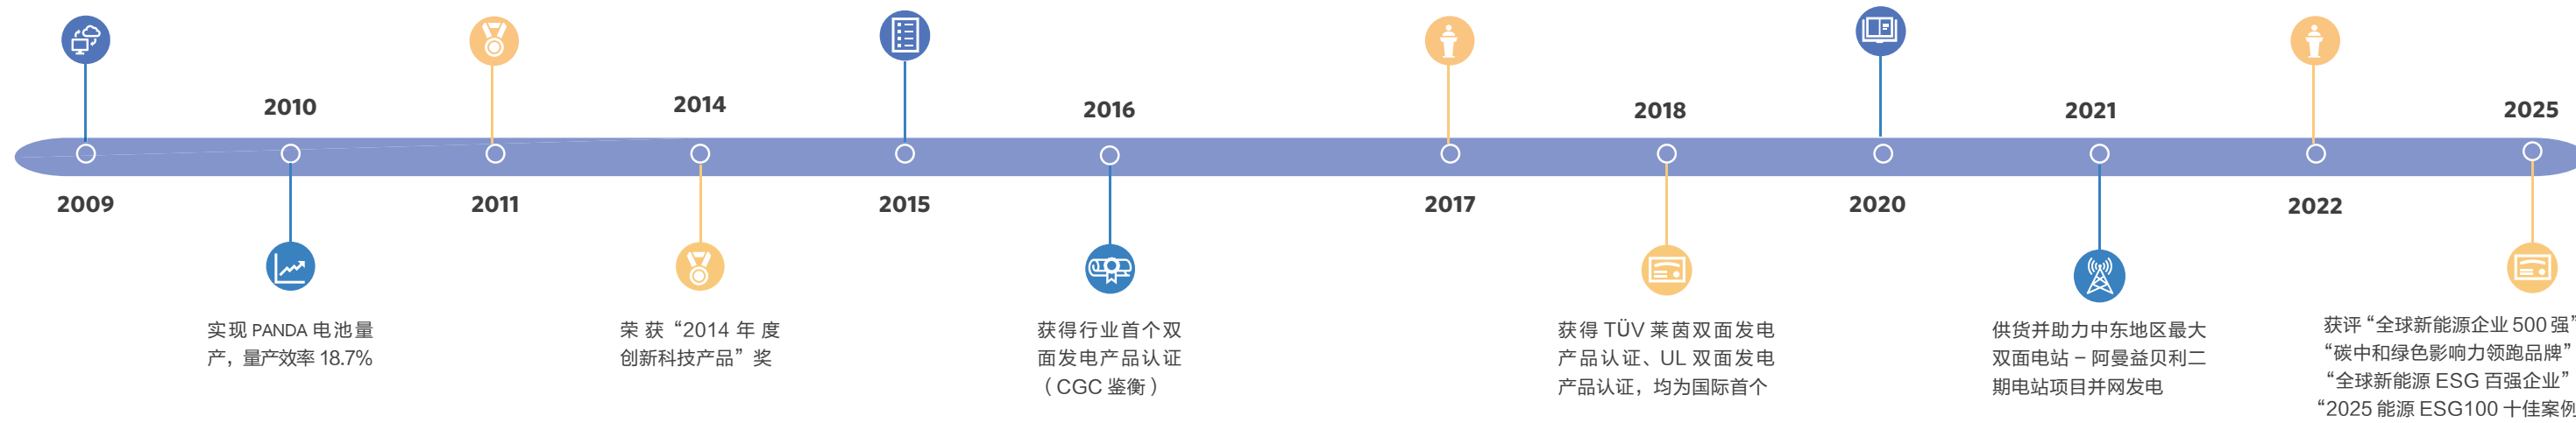 2010
2014
2016
2018
2021
2025
2009
2011
2015
2017
2020
2022
实现 PANDA 电池量
产，量产效率 18.7%
荣 获 “2014 年 度
创新科技产品” 奖
获得行业首个双
面发电产品认证
（CGC 鉴衡）
获得 TÜV 莱茵双面发电
产品认证、UL 双面发电
产品认证，均为国际首个
供货并助力中东地区最大
双面电站 – 阿曼益贝利二
期电站项目并网发电
获评 “全球新能源企业 500 强”
“碳中和绿色影响力领跑品牌”
“全球新能源 ESG 百强企业”
“2025 能源 ESG100 十佳案例